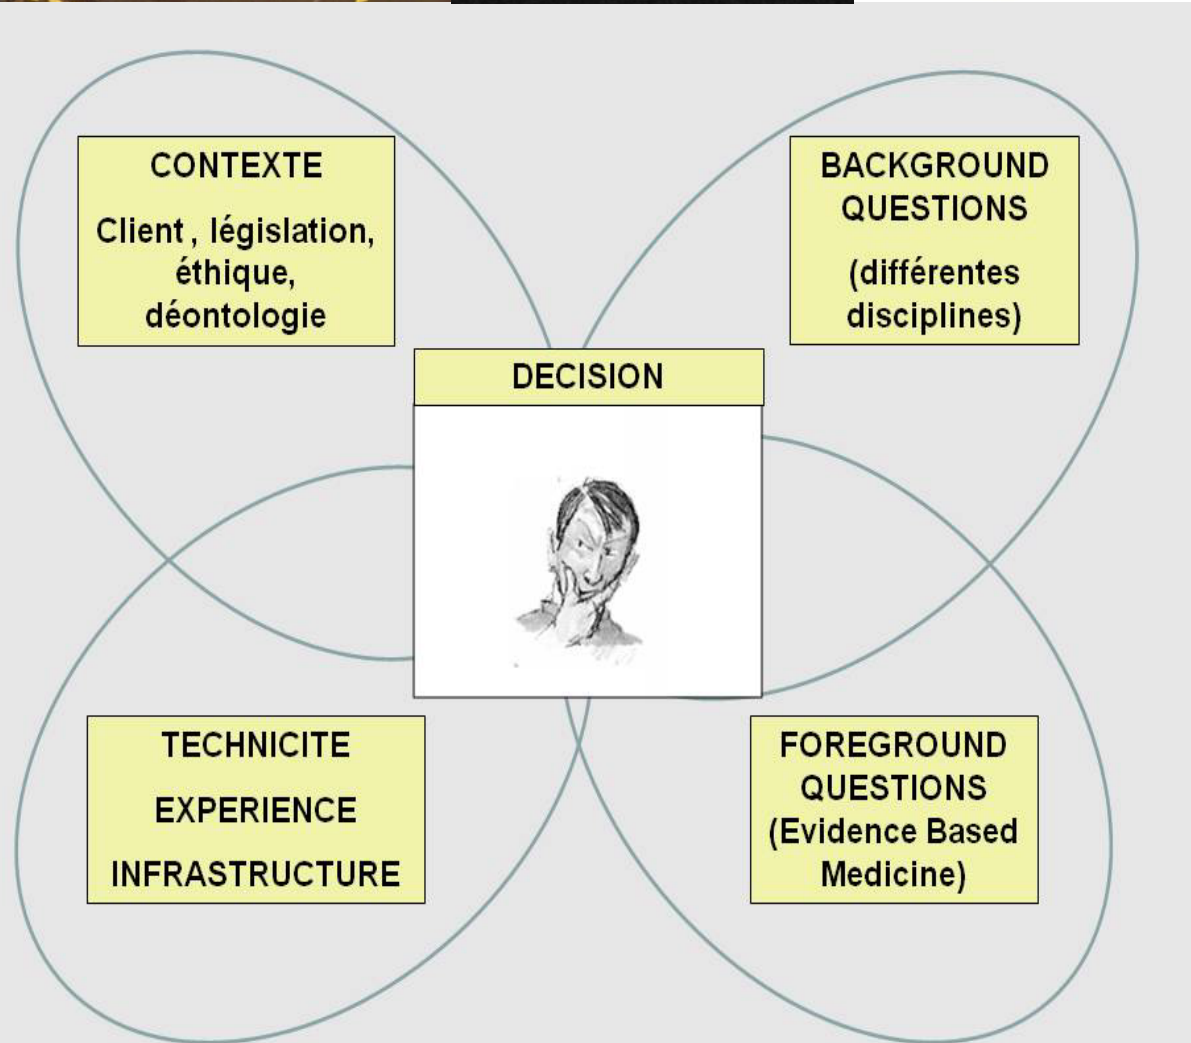 CONTEXTE
Client , législation,
éthique,
déontologie
BACKGROUND
QUESTIONS
(différentes
disciplines)
DECISION
TECHNICITE
EXPERIENCE
INFRASTRUCTURE
FOREGROUND
QUESTIONS
(Evidence Based
Medicine)